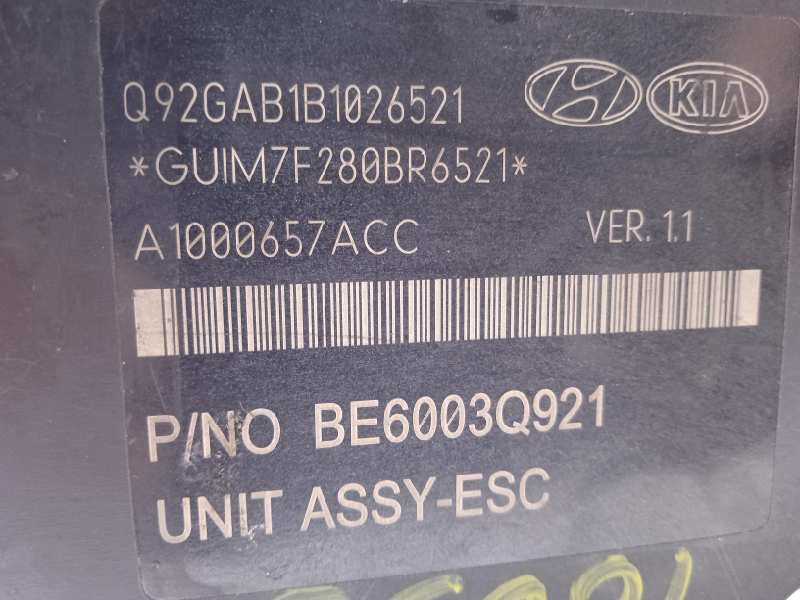 Q92GAB1B1026521
KIA
*GUIM7F280BR6521*
A1000657ACC
VER. 1.1
P/NO BE6003Q921
UNIT ASSY-ESC